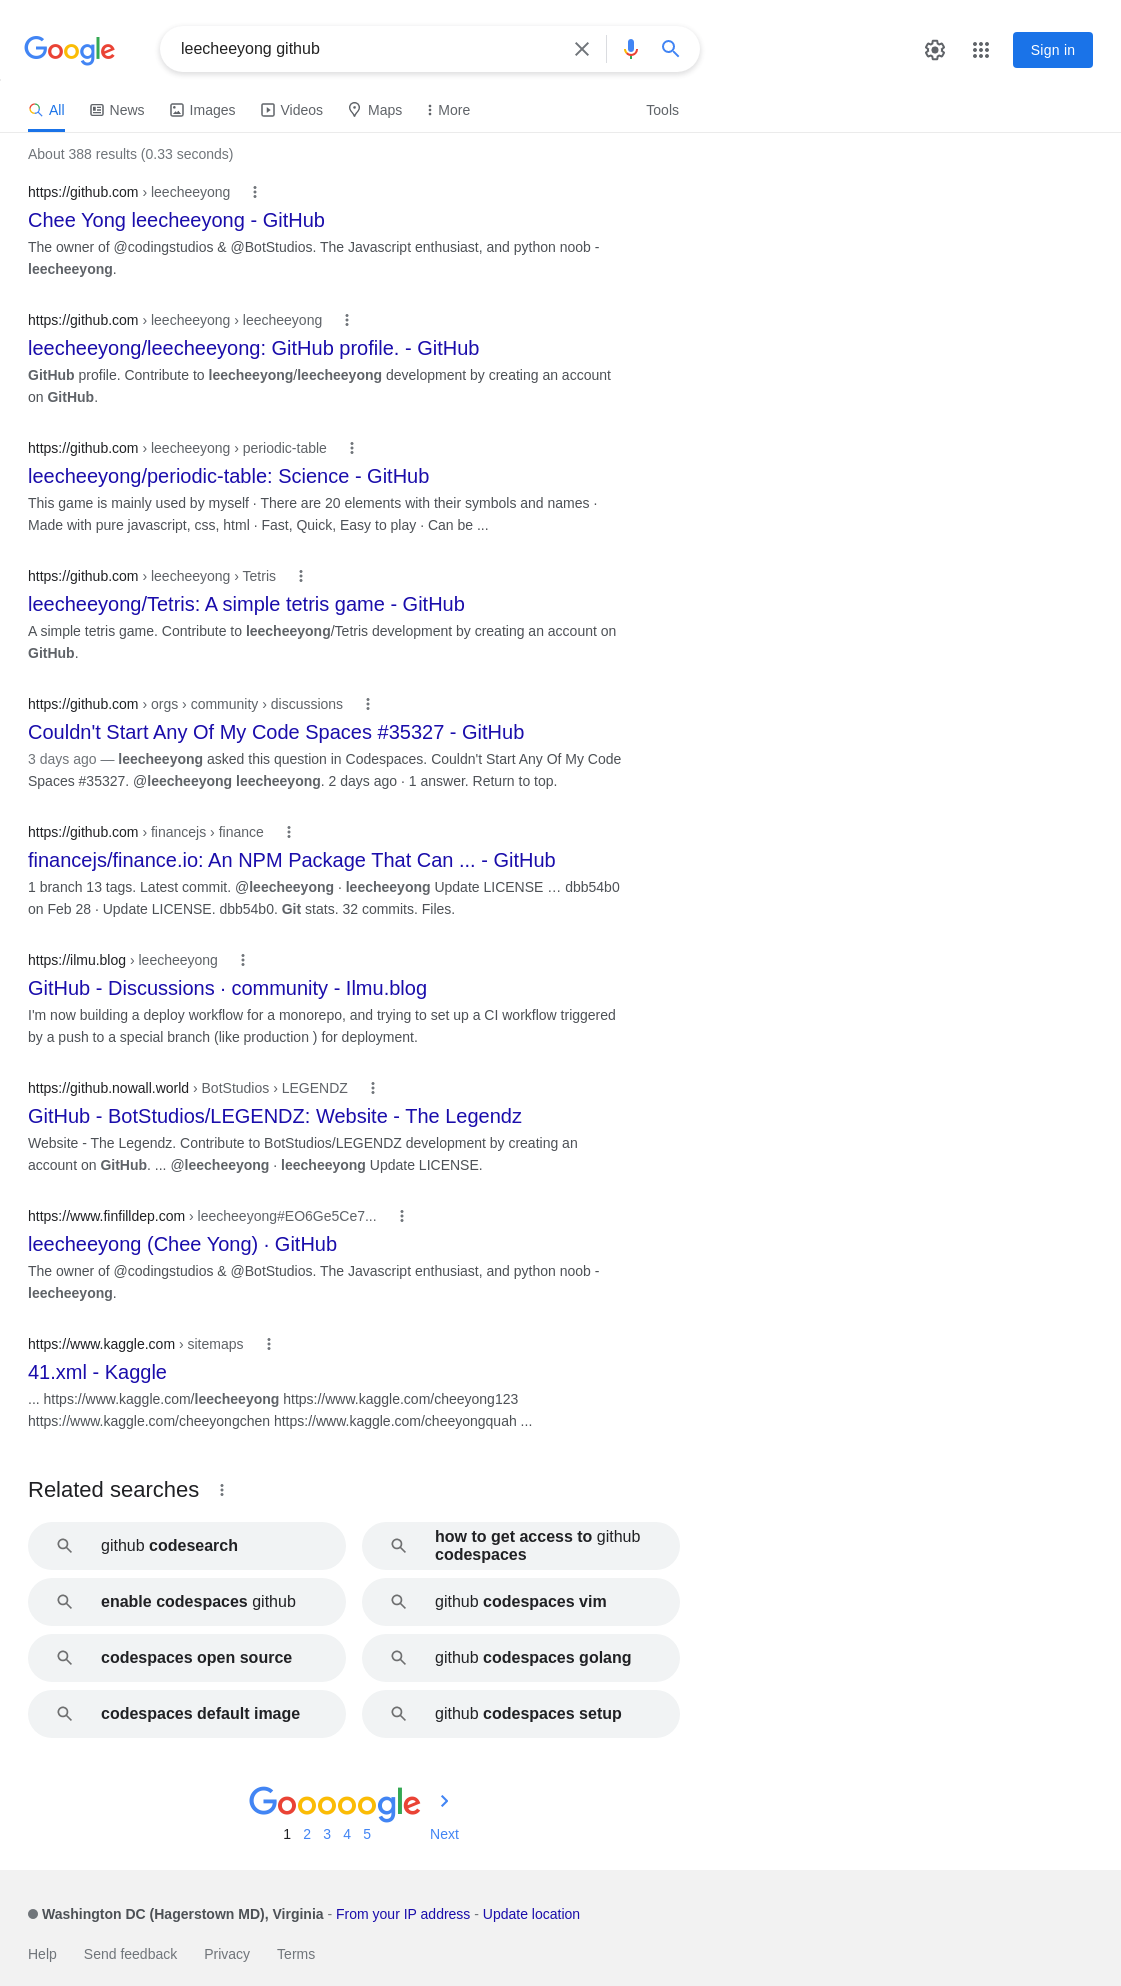 Google
leecheeyong github
Sign in
All News Images Videos Maps More Tools
About 388 results (0.33 seconds)
https://github.com › leecheeyong
Chee Yong leecheeyong - GitHub
The owner of @codingstudios & @BotStudios. The Javascript enthusiast, and python noob -
leecheeyong.
https://github.com › leecheeyong › leecheeyong
leecheeyong/leecheeyong: GitHub profile. - GitHub
GitHub profile. Contribute to leecheeyong/leecheeyong development by creating an account
on GitHub.
https://github.com › leecheeyong › periodic-table
leecheeyong/periodic-table: Science - GitHub
This game is mainly used by myself · There are 20 elements with their symbols and names ·
Made with pure javascript, css, html · Fast, Quick, Easy to play · Can be ...
https://github.com › leecheeyong › Tetris
leecheeyong/Tetris: A simple tetris game - GitHub
A simple tetris game. Contribute to leecheeyong/Tetris development by creating an account on
GitHub.
https://github.com › orgs › community › discussions
Couldn't Start Any Of My Code Spaces #35327 - GitHub
3 days ago — leecheeyong asked this question in Codespaces. Couldn't Start Any Of My Code
Spaces #35327. @leecheeyong leecheeyong. 2 days ago · 1 answer. Return to top.
https://github.com › financejs › finance
financejs/finance.io: An NPM Package That Can ... - GitHub
1 branch 13 tags. Latest commit. @leecheeyong · leecheeyong Update LICENSE … dbb54b0
on Feb 28 · Update LICENSE. dbb54b0. Git stats. 32 commits. Files.
https://ilmu.blog › leecheeyong
GitHub - Discussions · community - Ilmu.blog
I'm now building a deploy workflow for a monorepo, and trying to set up a CI workflow triggered
by a push to a special branch (like production ) for deployment.
https://github.nowall.world › BotStudios › LEGENDZ
GitHub - BotStudios/LEGENDZ: Website - The Legendz
Website - The Legendz. Contribute to BotStudios/LEGENDZ development by creating an
account on GitHub. ... @leecheeyong · leecheeyong Update LICENSE.
https://www.finfilldep.com › leecheeyong#EO6Ge5Ce7...
leecheeyong (Chee Yong) · GitHub
The owner of @codingstudios & @BotStudios. The Javascript enthusiast, and python noob -
leecheeyong.
https://www.kaggle.com › sitemaps
41.xml - Kaggle
... https://www.kaggle.com/leecheeyong https://www.kaggle.com/cheeyong123
https://www.kaggle.com/cheeyongchen https://www.kaggle.com/cheeyongquah ...
Related searches
github codesearch
how to get access to github
codespaces
enable codespaces github
github codespaces vim
codespaces open source
github codespaces golang
codespaces default image
github codespaces setup
Gooooogle
1 2 3 4 5 Next
Washington DC (Hagerstown MD), Virginia - From your IP address - Update location
Help Send feedback Privacy Terms